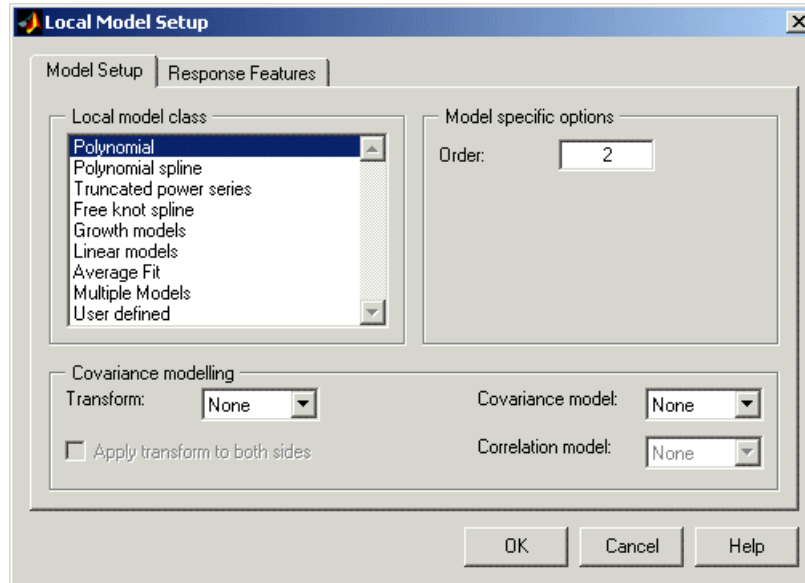 Local Model Setup
Model Setup
Response Features
Local model class
Polynomial
Polynomial spline
Truncated power series
Free knot spline
Growth models
Linear models
Average Fit
Multiple Models
User defined
Model specific options
Order: 2
Covariance modelling
Transform: None
Apply transform to both sides
Covariance model: None
Correlation model: None
OK
Cancel
Help